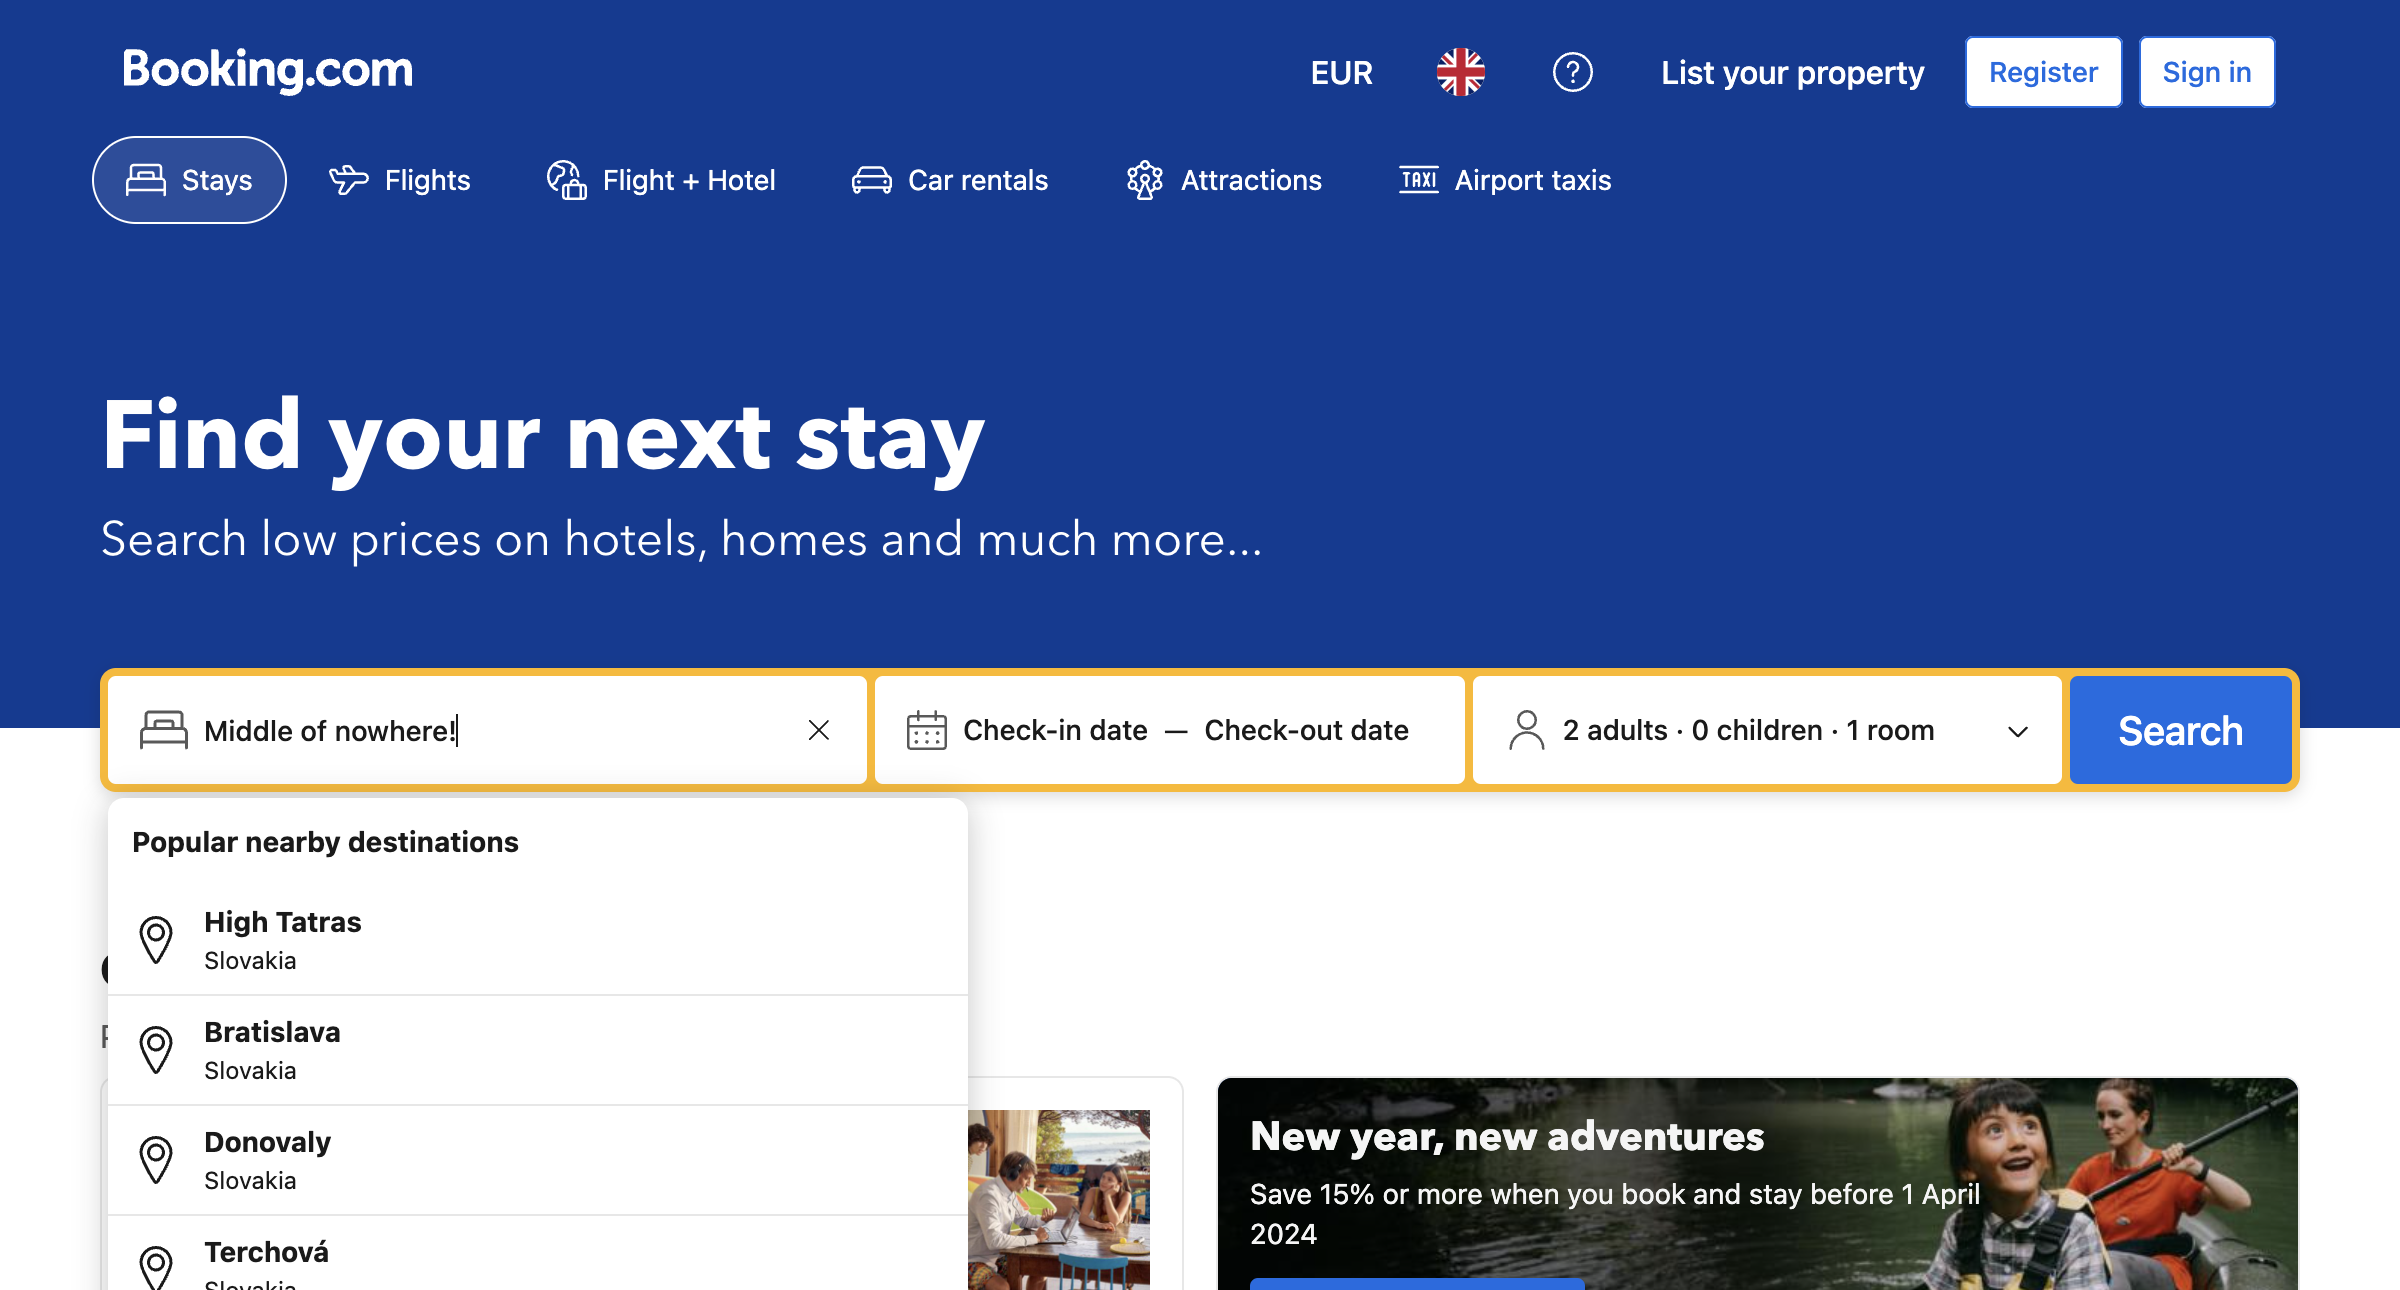 Booking.com
EUR
List your property
Register
Sign in
Stays
Flights
Flight + Hotel
Car rentals
Attractions
TAXI
Airport taxis
Find your next stay
Search low prices on hotels, homes and much more...
Middle of nowhere!
Check-in date — Check-out date
2 adults · 0 children · 1 room
Search
Popular nearby destinations
High Tatras
Slovakia
Bratislava
Slovakia
Donovaly
Slovakia
Terchová
Slovakia
New year, new adventures
Save 15% or more when you book and stay before 1 April
2024